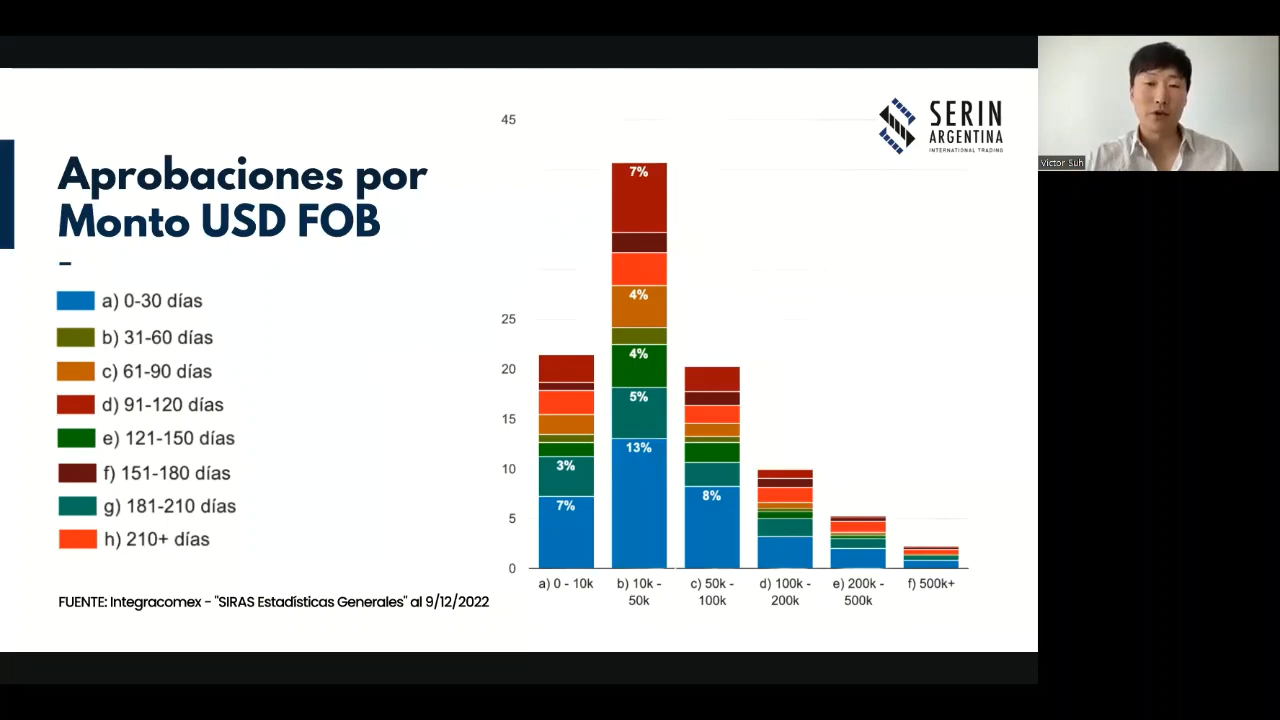 Aprobaciones por
Monto USD FOB
–
a) 0-30 días
b) 31-60 días
c) 61-90 días
d) 91-120 días
e) 121-150 días
f) 151-180 días
g) 181-210 días
h) 210+ días
FUENTE: Integracomex - "SIRAS Estadísticas Generales" al 9/12/2022
SERIN
ARGENTINA
INTERNATIONAL TRADING
45
25
20
15
10
5
0
3%
7%
7%
4%
4%
5%
13%
8%
a) 0 - 10k
b) 10k -
50k
c) 50k -
100k
d) 100k -
200k
e) 200k -
500k
f) 500k+
Victor Suh